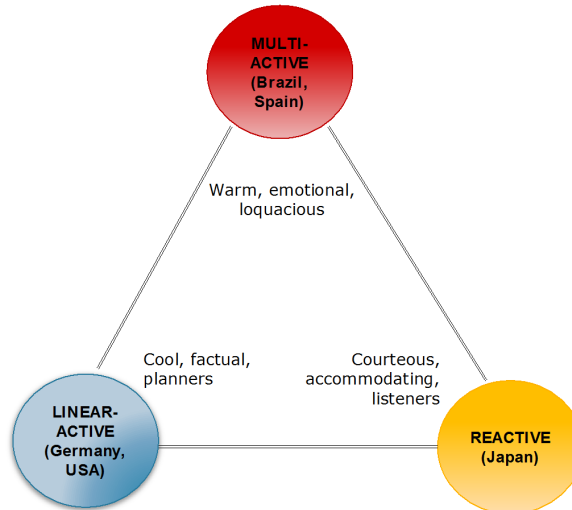 MULTI-
ACTIVE
(Brazil,
Spain)
Warm, emotional,
loquacious
Cool, factual,
planners
Courteous,
accommodating,
listeners
LINEAR-
ACTIVE
(Germany,
USA)
REACTIVE
(Japan)